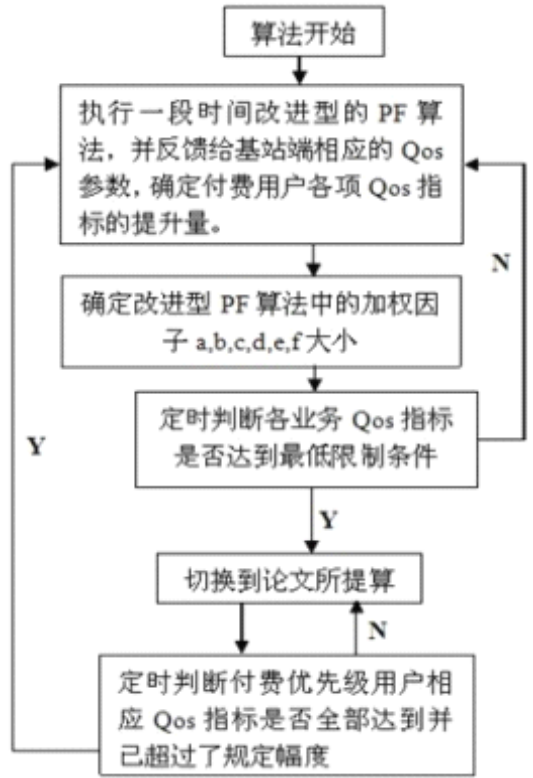 算法开始
执行一段时间改进型的 PF 算
法，并反馈给基站端相应的 Qos
参数，确定付费用户各项 Qos 指
标的提升量。
N
确定改进型 PF 算法中的加权因
子 a,b,c,d,e,f 大小
定时判断各业务 Qos 指标
是否达到最低限制条件
Y
Y
切换到论文所提算
N
定时判断付费优先级用户相
应 Qos 指标是否全部达到并
已超过了规定幅度